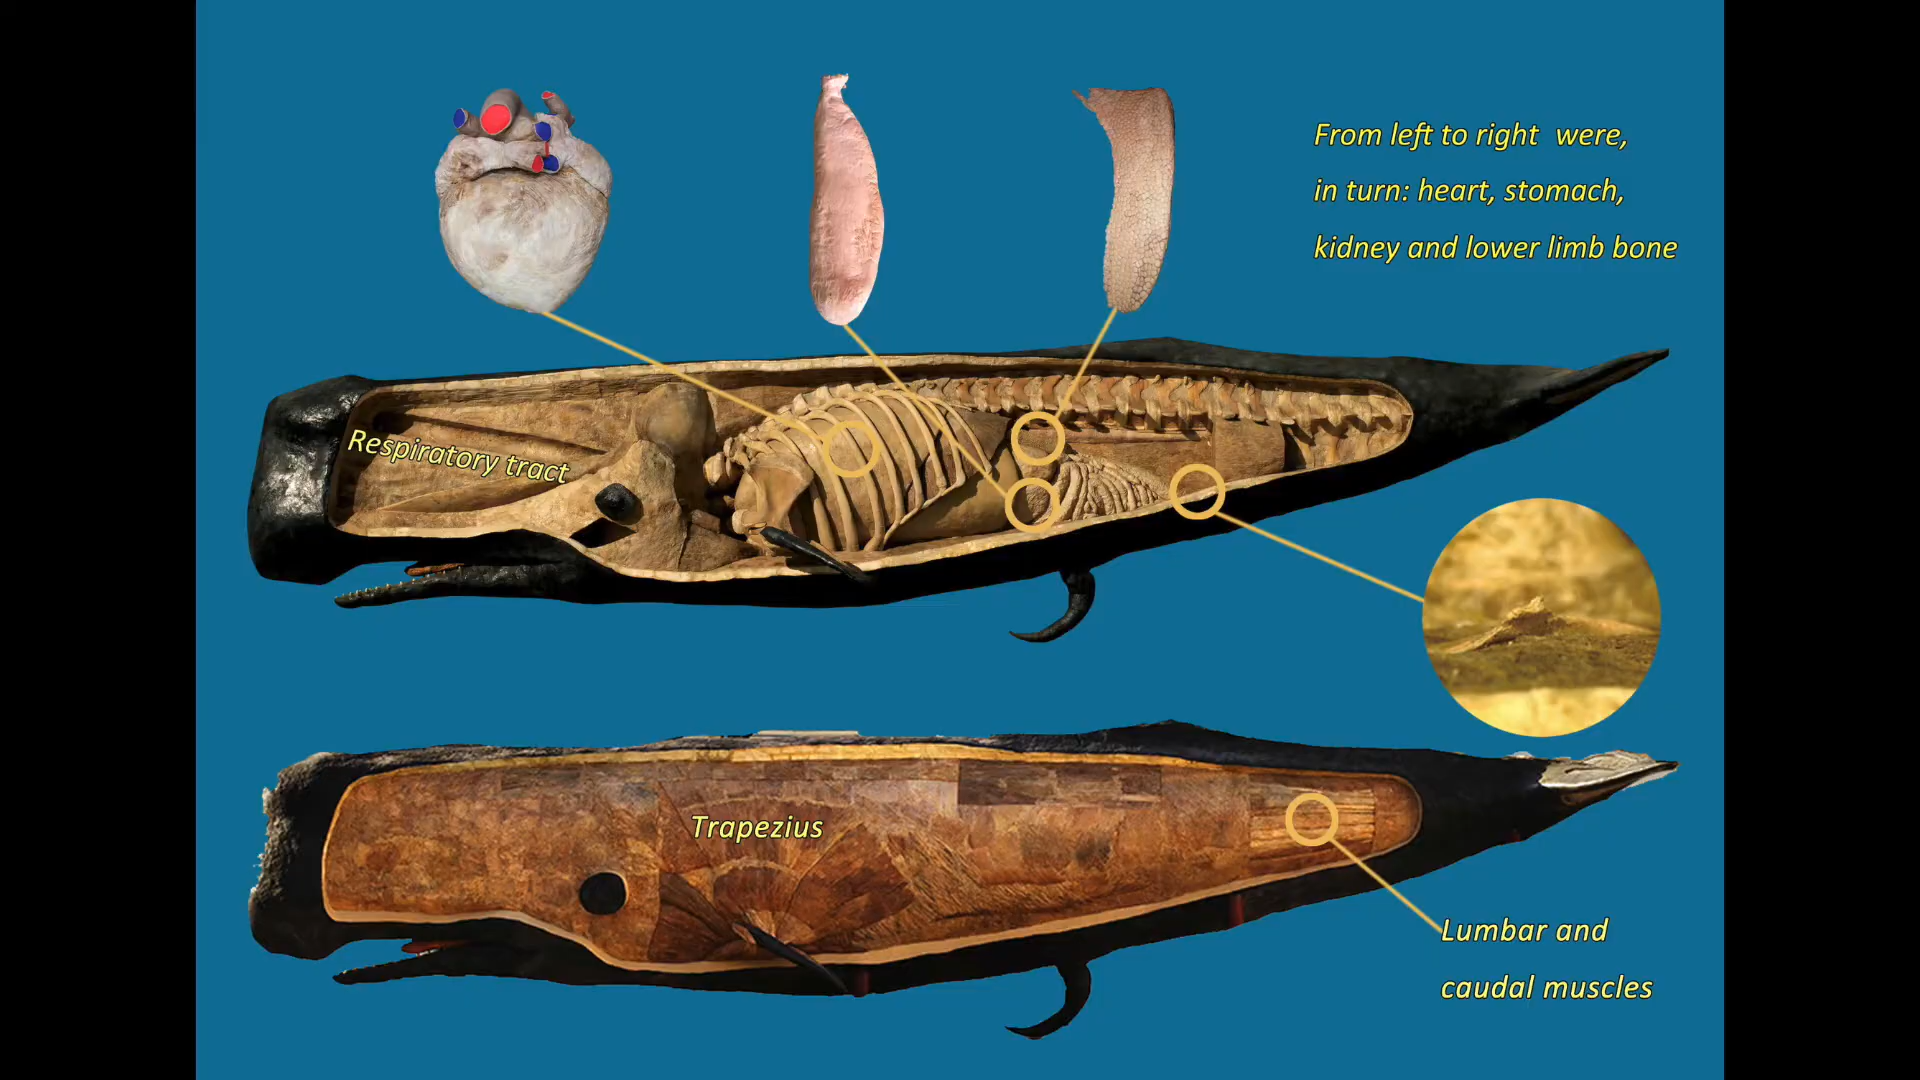 From left to right were,
in turn: heart, stomach,
kidney and lower limb bone
Respiratory tract
Trapezius
Lumbar and
caudal muscles